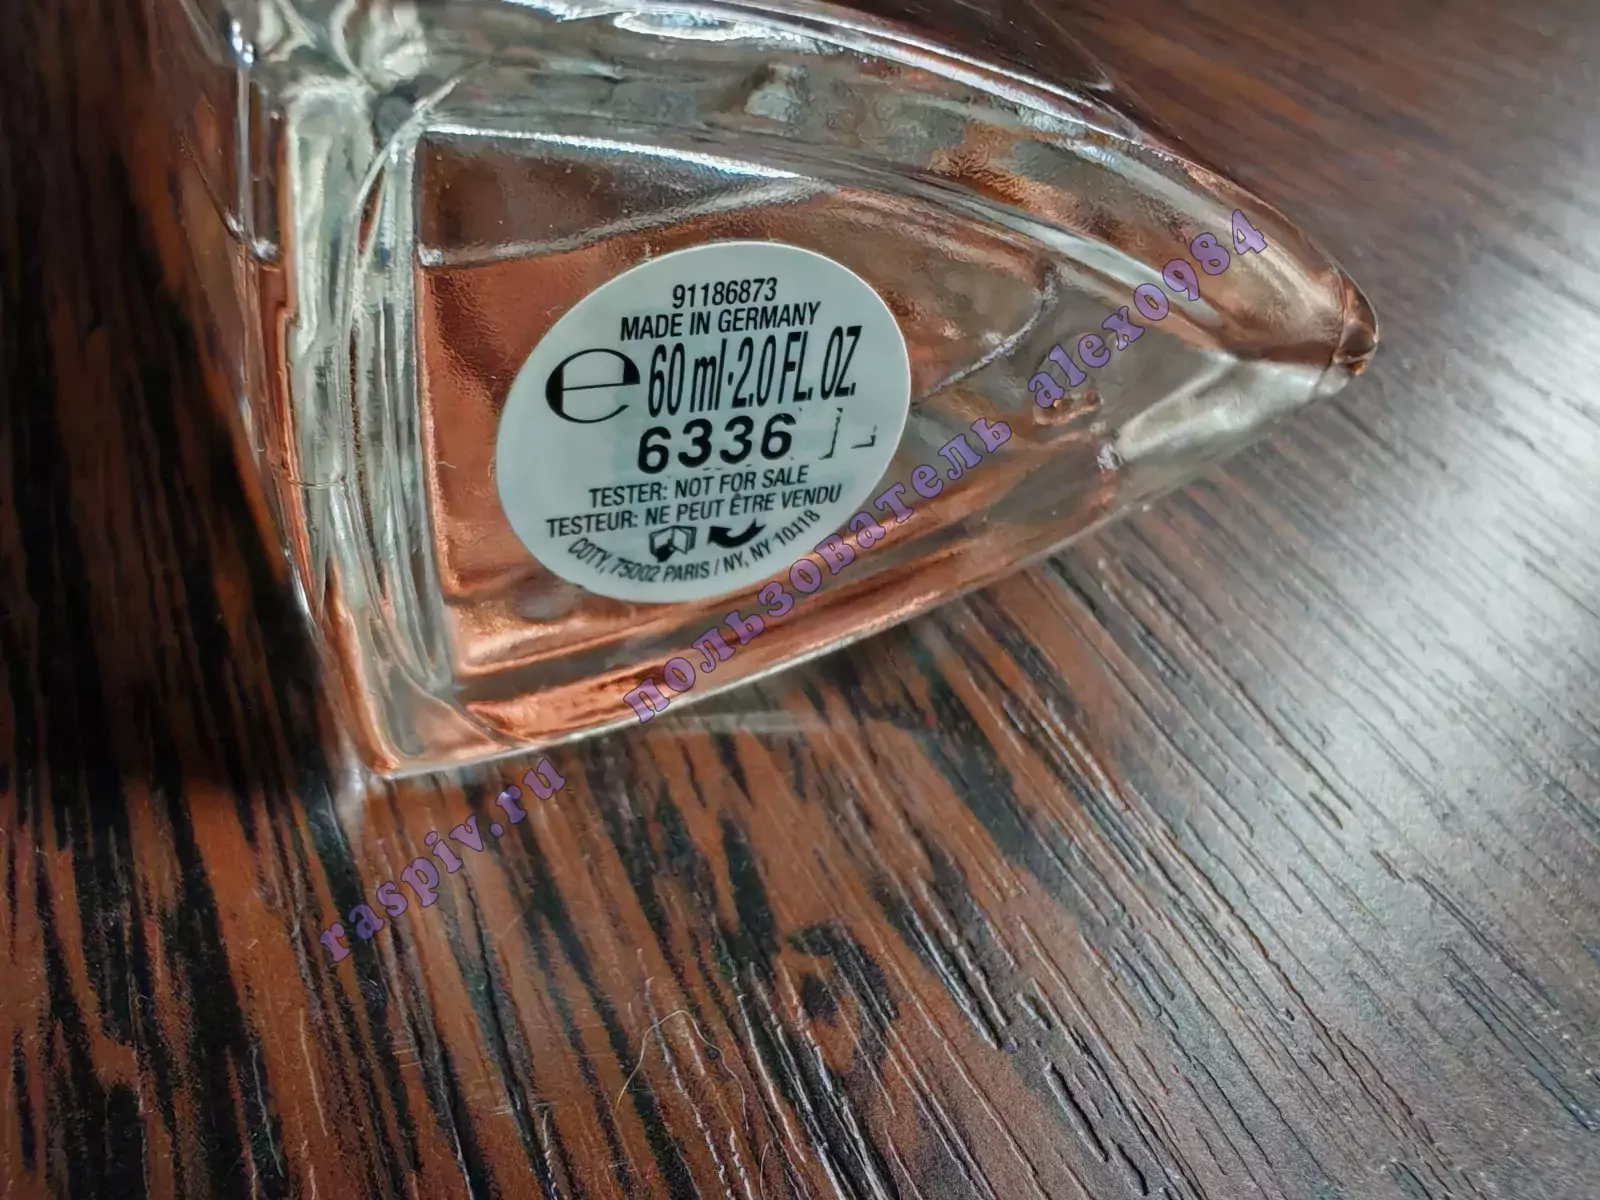 91186873
MADE IN GERMANY
e 60 ml·2.0 FL. OZ.
6336
TESTER: NOT FOR SALE
TESTEUR: NE PEUT ÊTRE VENDU
COTY, 75002 PARIS / NY, NY 10118
raspiv.ru пользователь alex0984